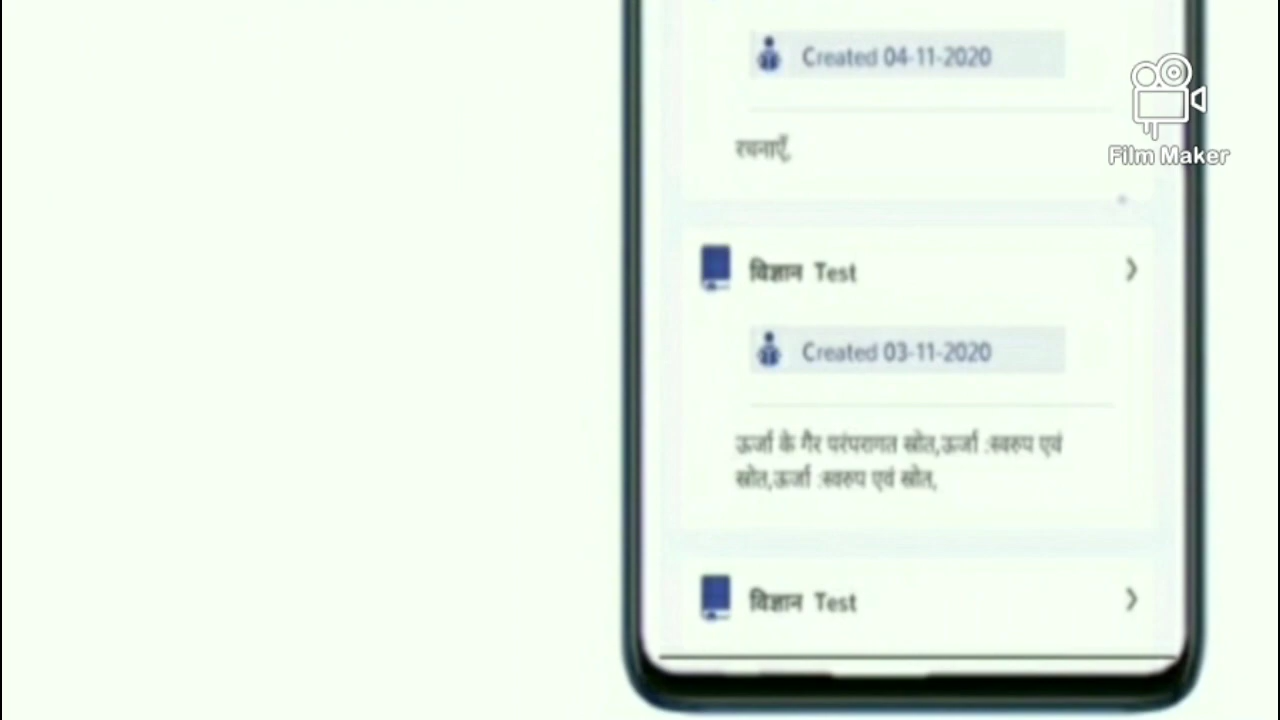 Created 04-11-2020
Film Maker
रचनाएँ,
विज्ञान Test
Created 03-11-2020
ऊर्जा के गैर परंपरागत स्रोत,ऊर्जा :स्वरुप एवं
स्रोत,ऊर्जा :स्वरुप एवं स्रोत,
विज्ञान Test